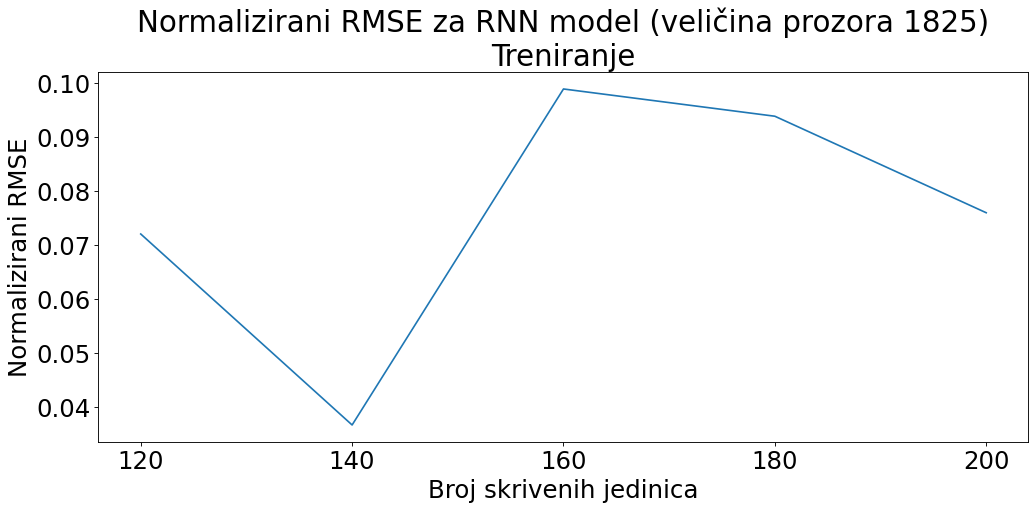 Normalizirani RMSE za RNN model (veličina prozora 1825)
Treniranje
Normalizirani RMSE
0.10
0.09
0.08
0.07
0.06
0.05
0.04
120 140 160 180 200
Broj skrivenih jedinica